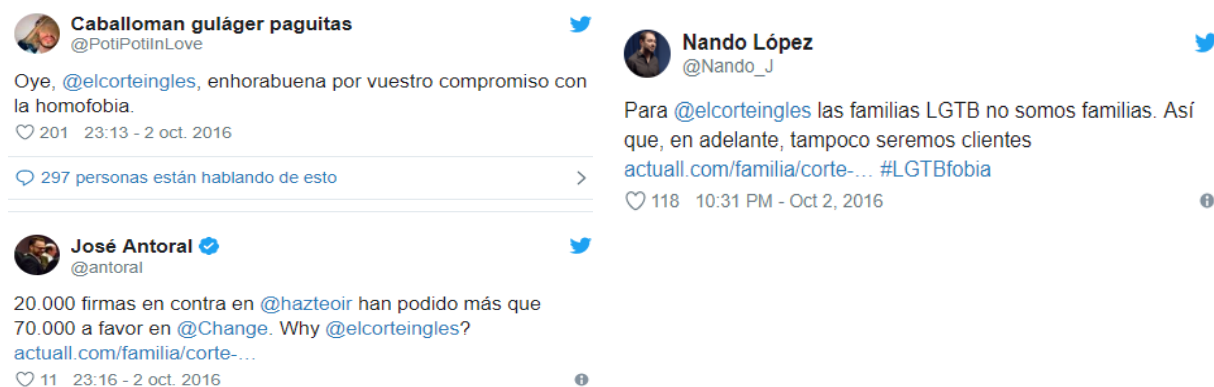 Caballoman guláger paguitas
@PotiPotiInLove
Oye, @elcorteingles, enhorabuena por vuestro compromiso con
la homofobia.
201 23:13 - 2 oct. 2016
297 personas están hablando de esto
José Antoral
@antoral
20.000 firmas en contra en @hazteoir han podido más que
70.000 a favor en @Change. Why @elcorteingles?
actuall.com/familia/corte-…
11 23:16 - 2 oct. 2016
Nando López
@Nando_J
Para @elcorteingles las familias LGTB no somos familias. Así
que, en adelante, tampoco seremos clientes
actuall.com/familia/corte-… #LGTBfobia
118 10:31 PM - Oct 2, 2016